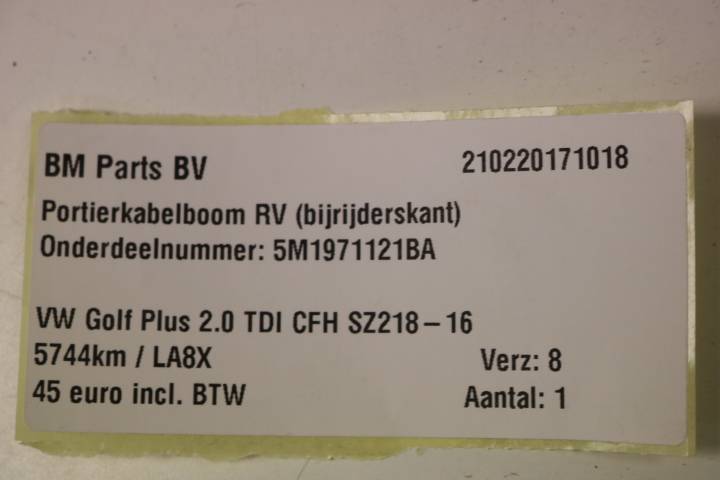 BM Parts BV 210220171018
Portierkabelboom RV (bijrijderskant)
Onderdeelnummer: 5M1971121BA
VW Golf Plus 2.0 TDI CFH SZ218-16
5744km / LA8X Verz: 8
45 euro incl. BTW Aantal: 1